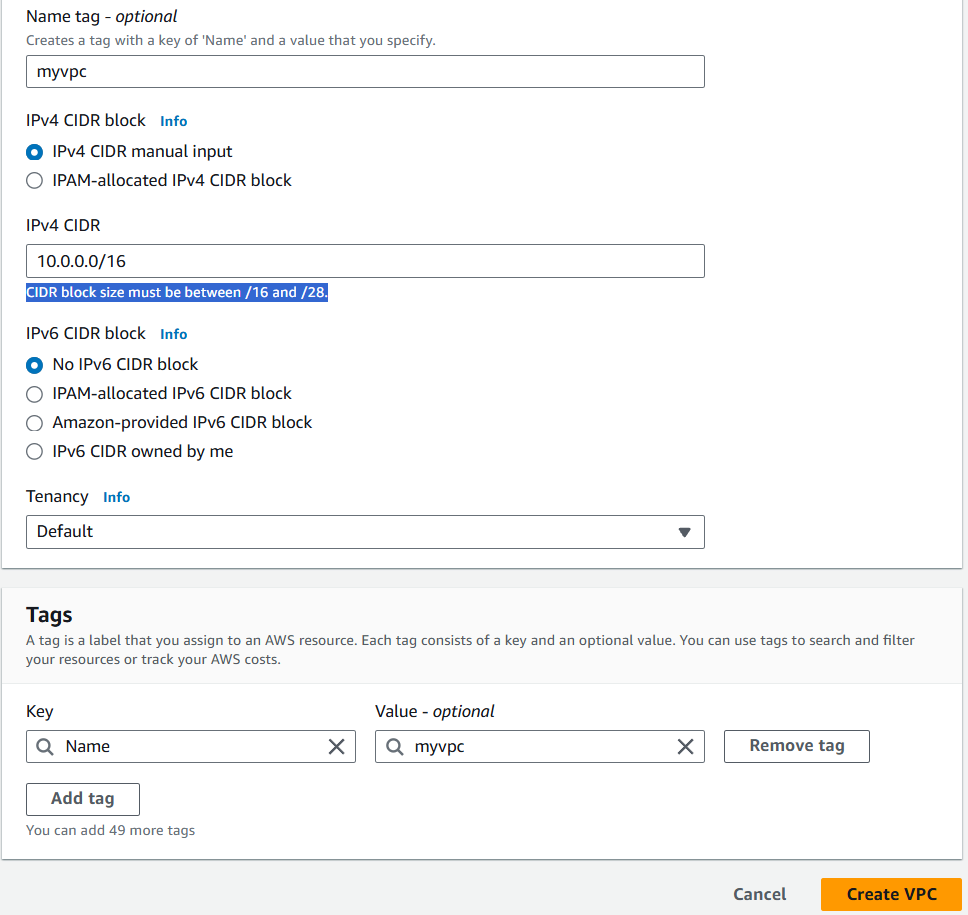 Name tag - optional
Creates a tag with a key of 'Name' and a value that you specify.
myvpc
IPv4 CIDR block Info
IPv4 CIDR manual input
IPAM-allocated IPv4 CIDR block
IPv4 CIDR
10.0.0.0/16
CIDR block size must be between /16 and /28.
IPv6 CIDR block Info
No IPv6 CIDR block
IPAM-allocated IPv6 CIDR block
Amazon-provided IPv6 CIDR block
IPv6 CIDR owned by me
Tenancy Info
Default
Tags
A tag is a label that you assign to an AWS resource. Each tag consists of a key and an optional value. You can use tags to search and filter
your resources or track your AWS costs.
Key Value - optional
Name myvpc Remove tag
Add tag
You can add 49 more tags
Cancel Create VPC